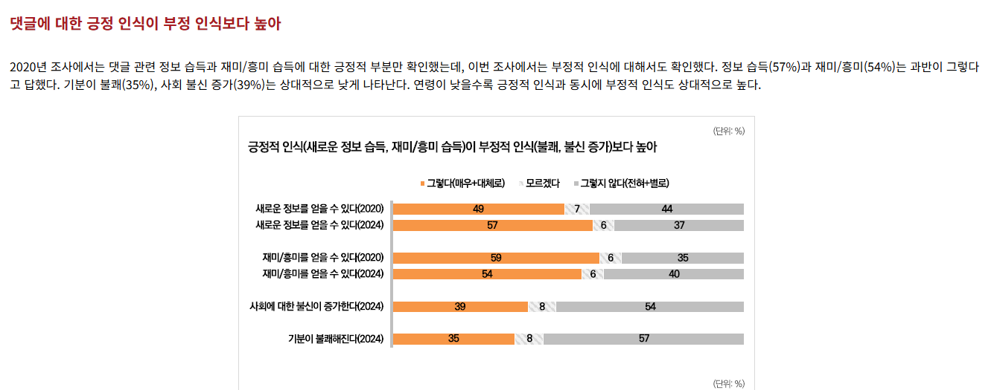 댓글에 대한 긍정 인식이 부정 인식보다 높아
2020년 조사에서는 댓글 관련 정보 습득과 재미/흥미 습득에 대한 긍정적 부분만 확인했는데, 이번 조사에서는 부정적 인식에 대해서도 확인했다. 정보 습득(57%)과 재미/흥미(54%)는 과반이 그렇다
고 답했다. 기분이 불쾌(35%), 사회 불신 증가(39%)는 상대적으로 낮게 나타난다. 연령이 낮을수록 긍정적 인식과 동시에 부정적 인식도 상대적으로 높다.
(단위: %)
긍정적 인식(새로운 정보 습득, 재미/흥미 습득)이 부정적 인식(불쾌, 불신 증가)보다 높아
그렇다(매우+대체로) 모르겠다 그렇지 않다(전혀+별로)
새로운 정보를 얻을 수 있다(2020) 49 7 44
새로운 정보를 얻을 수 있다(2024) 57 6 37
재미/흥미를 얻을 수 있다(2020) 59 6 35
재미/흥미를 얻을 수 있다(2024) 54 6 40
사회에 대한 불신이 증가한다(2024) 39 8 54
기분이 불쾌해진다(2024) 35 8 57
(단위: %)